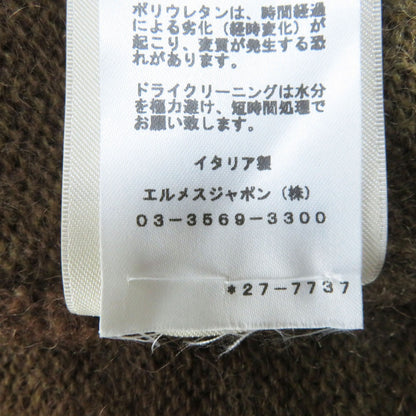 ポリウレタンは、時間経過
による劣化（経時変化）が
起こり、変質が発生する恐
れがあります。
ドライクリーニングは水分
を極力避け、短時間処理で
お願い致します。
イタリア製
エルメスジャポン（株）
03-3569-3300
*27-7737